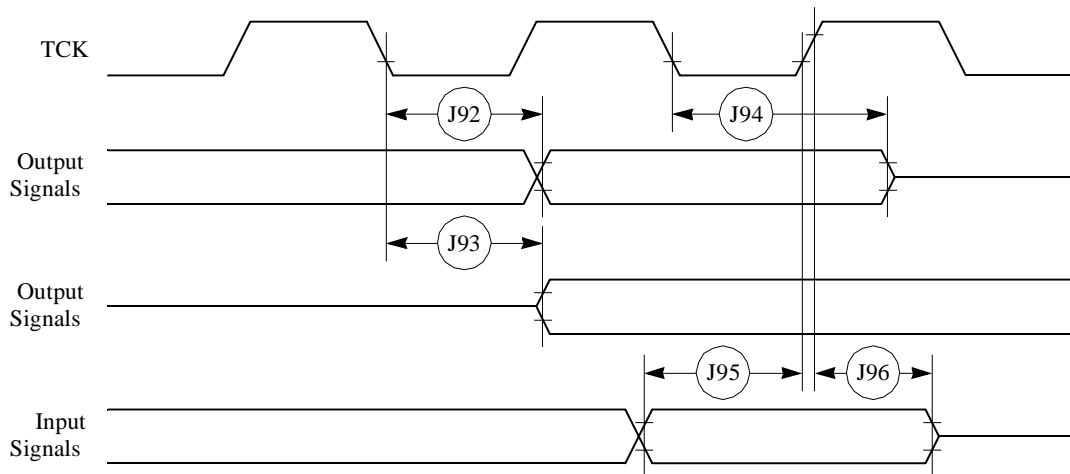 TCK
J92
J94
Output
Signals
J93
Output
Signals
J95
J96
Input
Signals